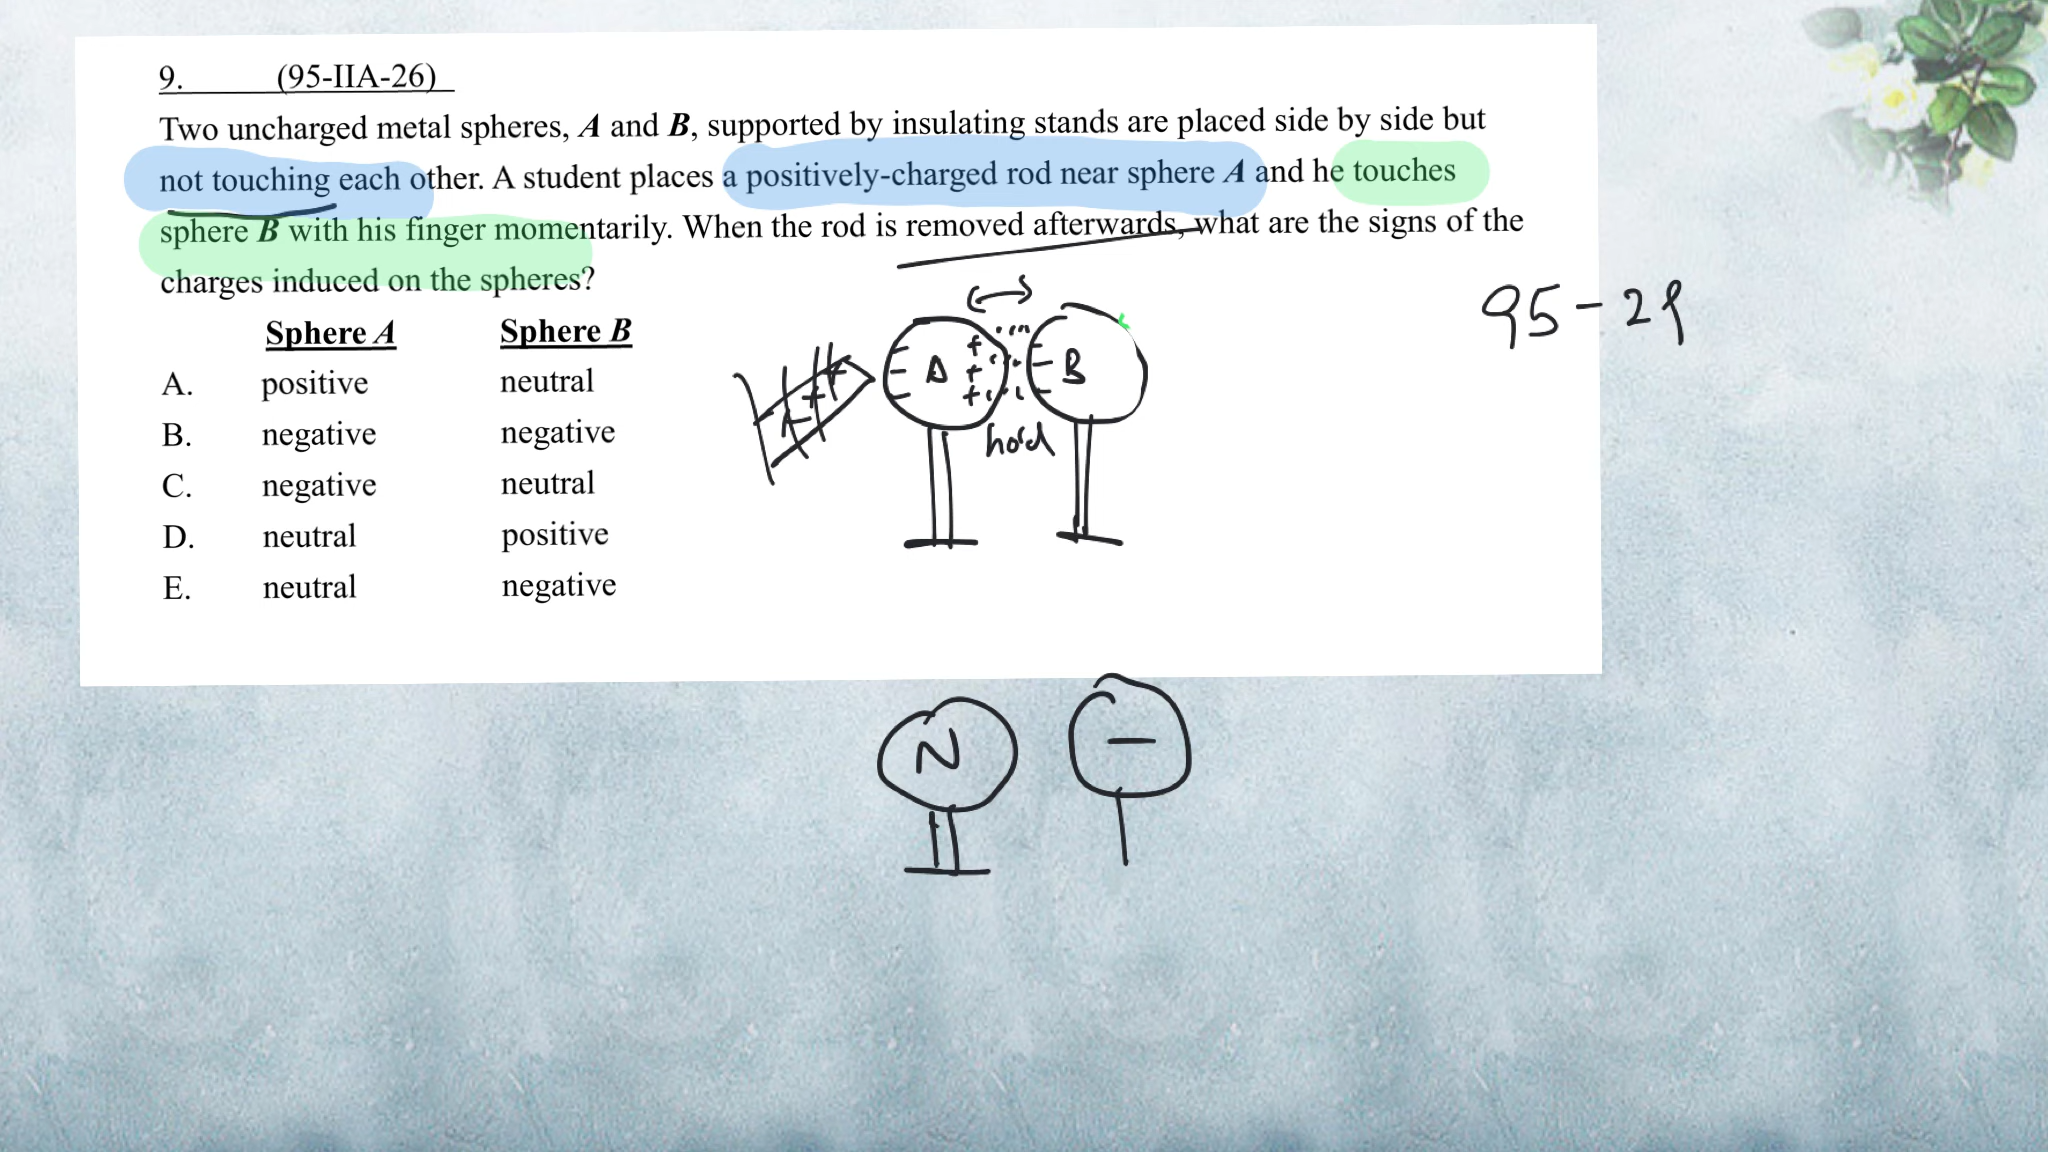 9. (95-IIA-26)
Two uncharged metal spheres, A and B, supported by insulating stands are placed side by side but
not touching each other. A student places a positively-charged rod near sphere A and he touches
sphere B with his finger momentarily. When the rod is removed afterwards, what are the signs of the
charges induced on the spheres?
Sphere A Sphere B
A. positive neutral
B. negative negative
C. negative neutral
D. neutral positive
E. neutral negative
A B
95-29
N −